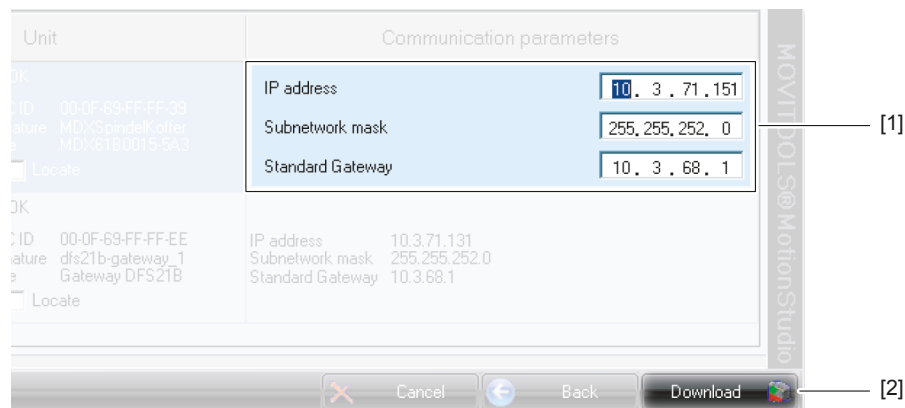 Unit Communication parameters
OK
C ID 00-0F-69-FF-FF-39
ature MDXSpindelKoffer
e MDX61B0015-5A3
Locate
IP address 10. 3 . 71 .151
Subnetwork mask 255.255.252. 0
Standard Gateway 10. 3 . 68. 1
[1]
OK
C ID 00-0F-69-FF-FF-EE
ature dfs21b-gateway_1
e Gateway DFS21B
Locate
IP address 10.3.71.131
Subnetwork mask 255.255.252.0
Standard Gateway 10.3.68.1
MOVITOOLS®MotionStudio
Cancel Back Download
[2]